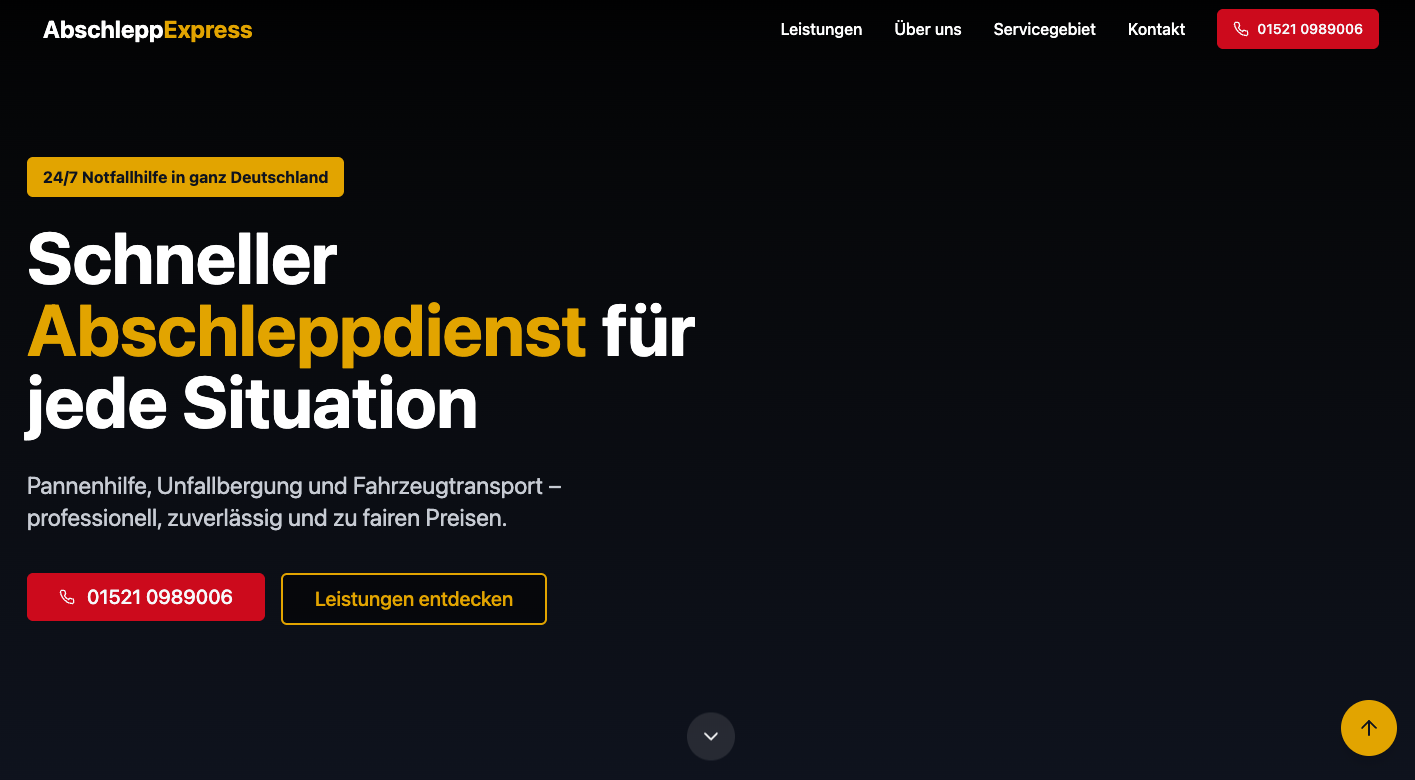 AbschleppExpress
Leistungen
Über uns
Servicegebiet
Kontakt
01521 0989006
24/7 Notfallhilfe in ganz Deutschland
Schneller
Abschleppdienst für
jede Situation
Pannenhilfe, Unfallbergung und Fahrzeugtransport –
professionell, zuverlässig und zu fairen Preisen.
01521 0989006
Leistungen entdecken